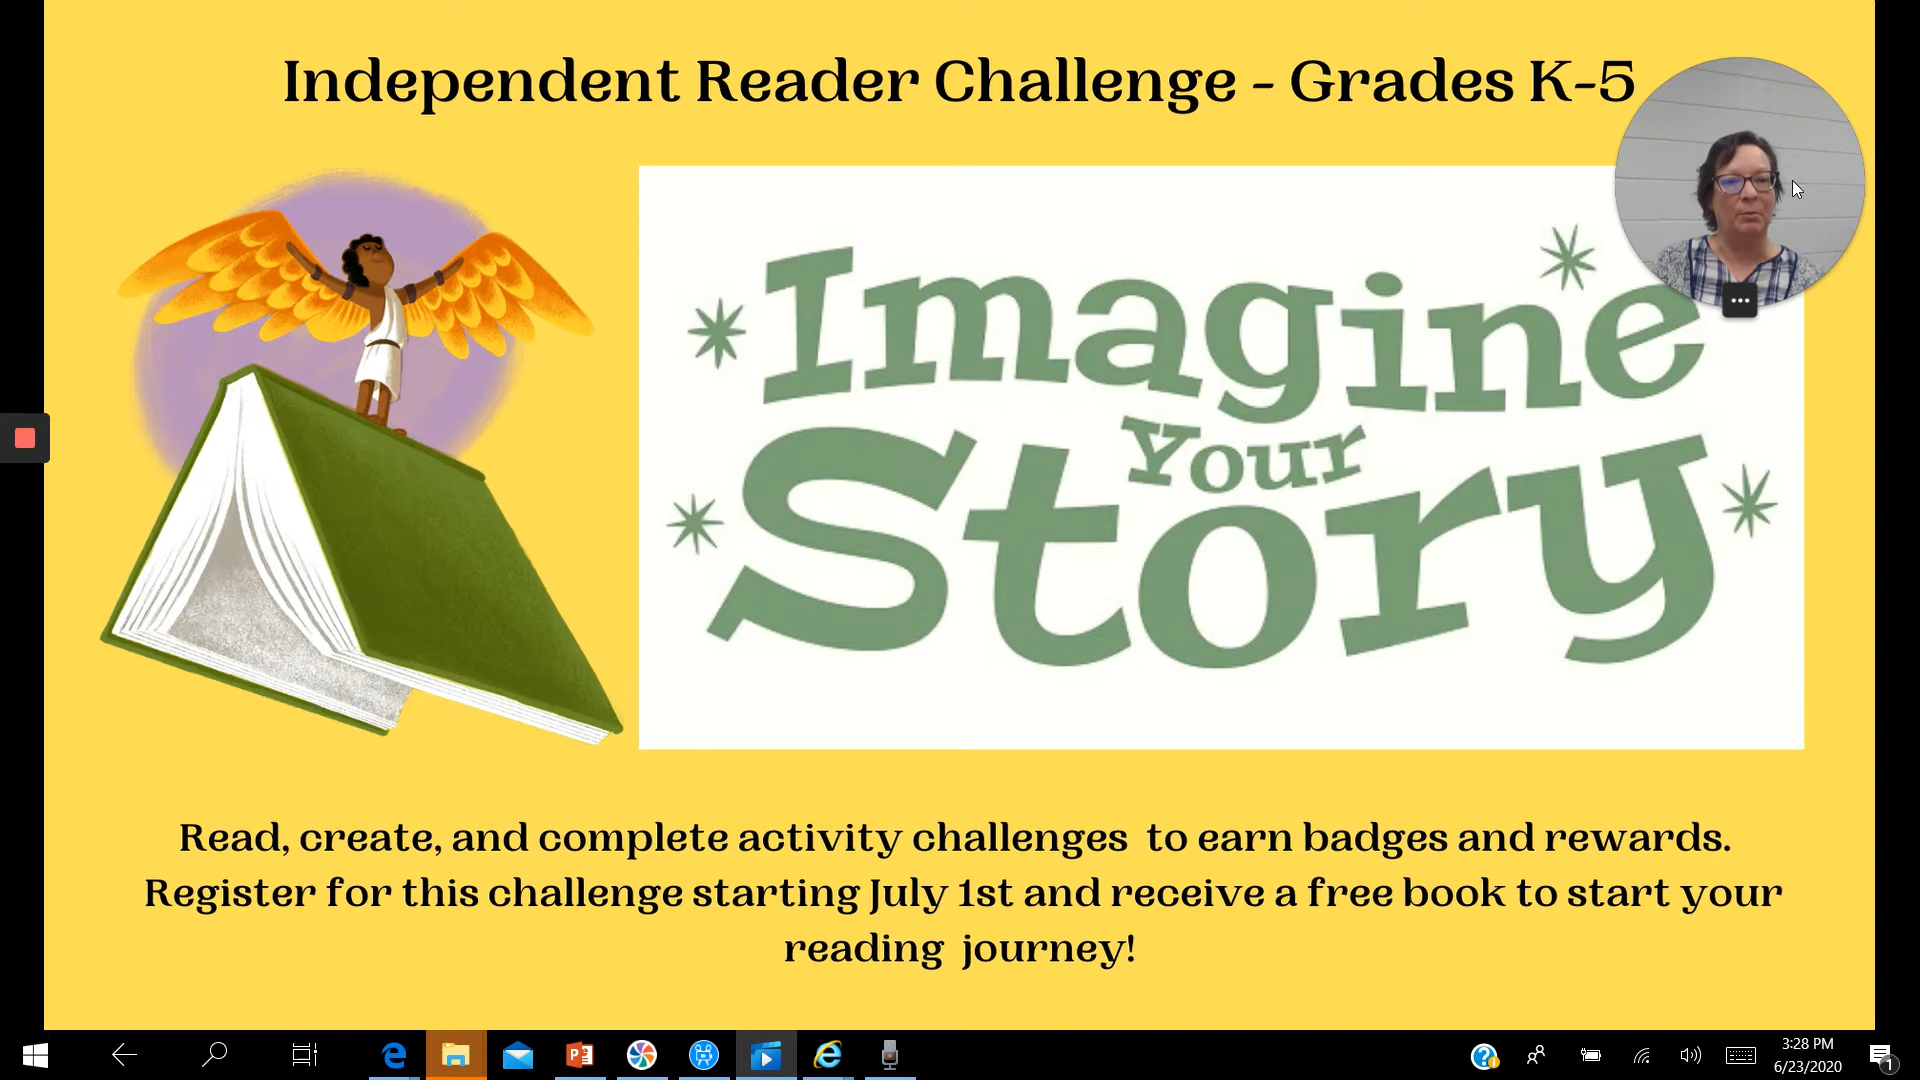 Independent Reader Challenge - Grades K-5
Imagine
Your
Story
Read, create, and complete activity challenges  to earn badges and rewards.
Register for this challenge starting July 1st and receive a free book to start your
reading  journey!
3:28 PM
6/23/2020
1